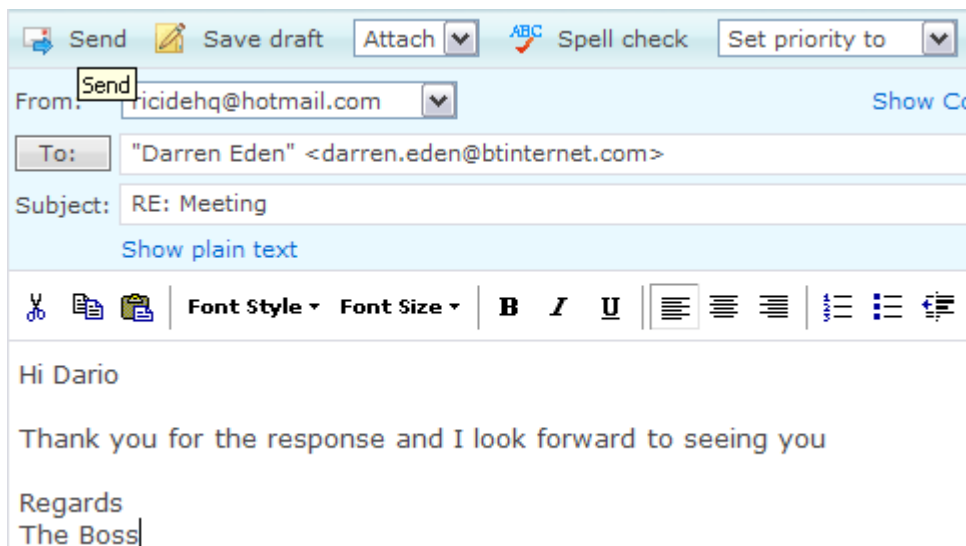 Send Save draft Attach ABC Spell check Set priority to
Send
From: ricidehq@hotmail.com Show
To: "Darren Eden" <darren.eden@btinternet.com>
Subject: RE: Meeting
Show plain text
Font Style Font Size B I U
Hi Dario
Thank you for the response and I look forward to seeing you
Regards
The Boss